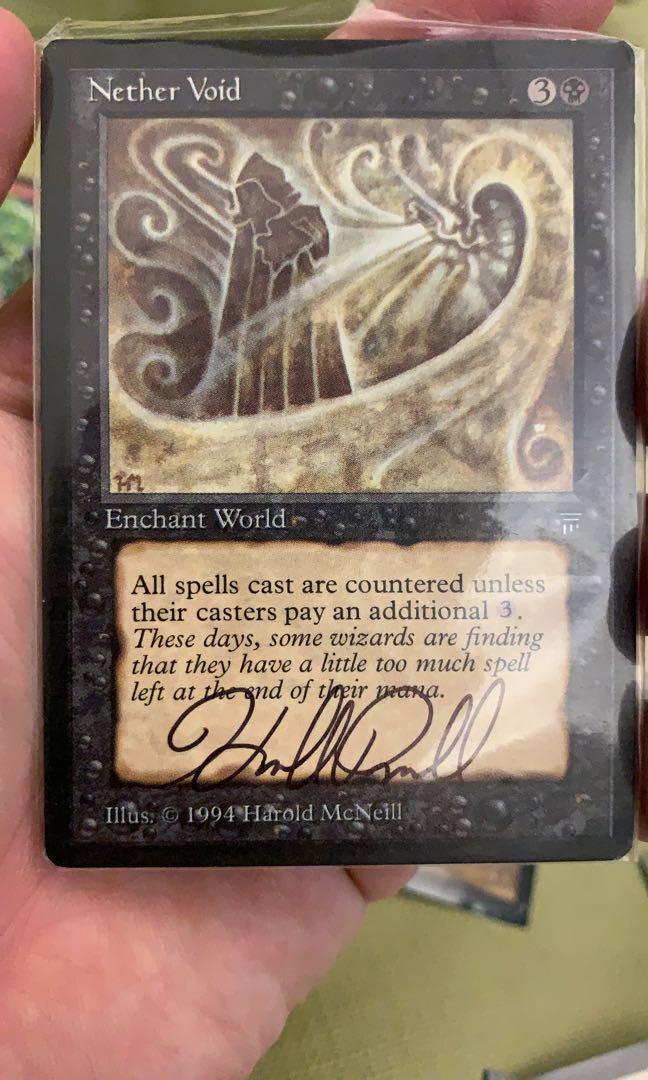 Nether Void 3
HM
Enchant World
All spells cast are countered unless
their casters pay an additional 3.
These days, some wizards are finding
that they have a little too much spell
left at the end of their mana.
Illus. © 1994 Harold McNeill